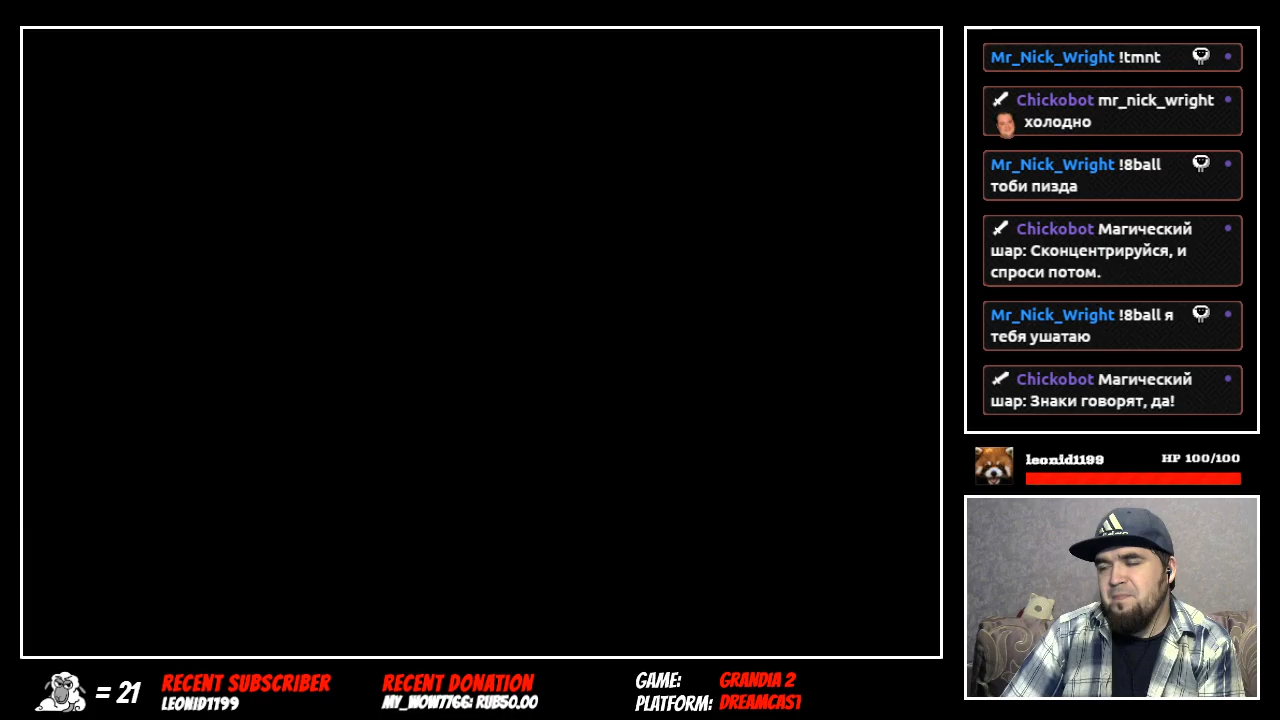 Mr_Nick_Wright !tmnt
Chickobot mr_nick_wright
холодно
Mr_Nick_Wright !8ball
тоби пизда
Chickobot Магический
шар: Сконцентрируйся, и
спроси потом.
Mr_Nick_Wright !8ball я
тебя ушатаю
Chickobot Магический
шар: Знаки говорят, да!
leonid1199 HP 100/100
= 21
RECENT SUBSCRIBER
LEONID1199
RECENT DONATION
MY_WOW7766: RUB50.00
GAME: GRANDIA 2
PLATFORM: DREAMCAST